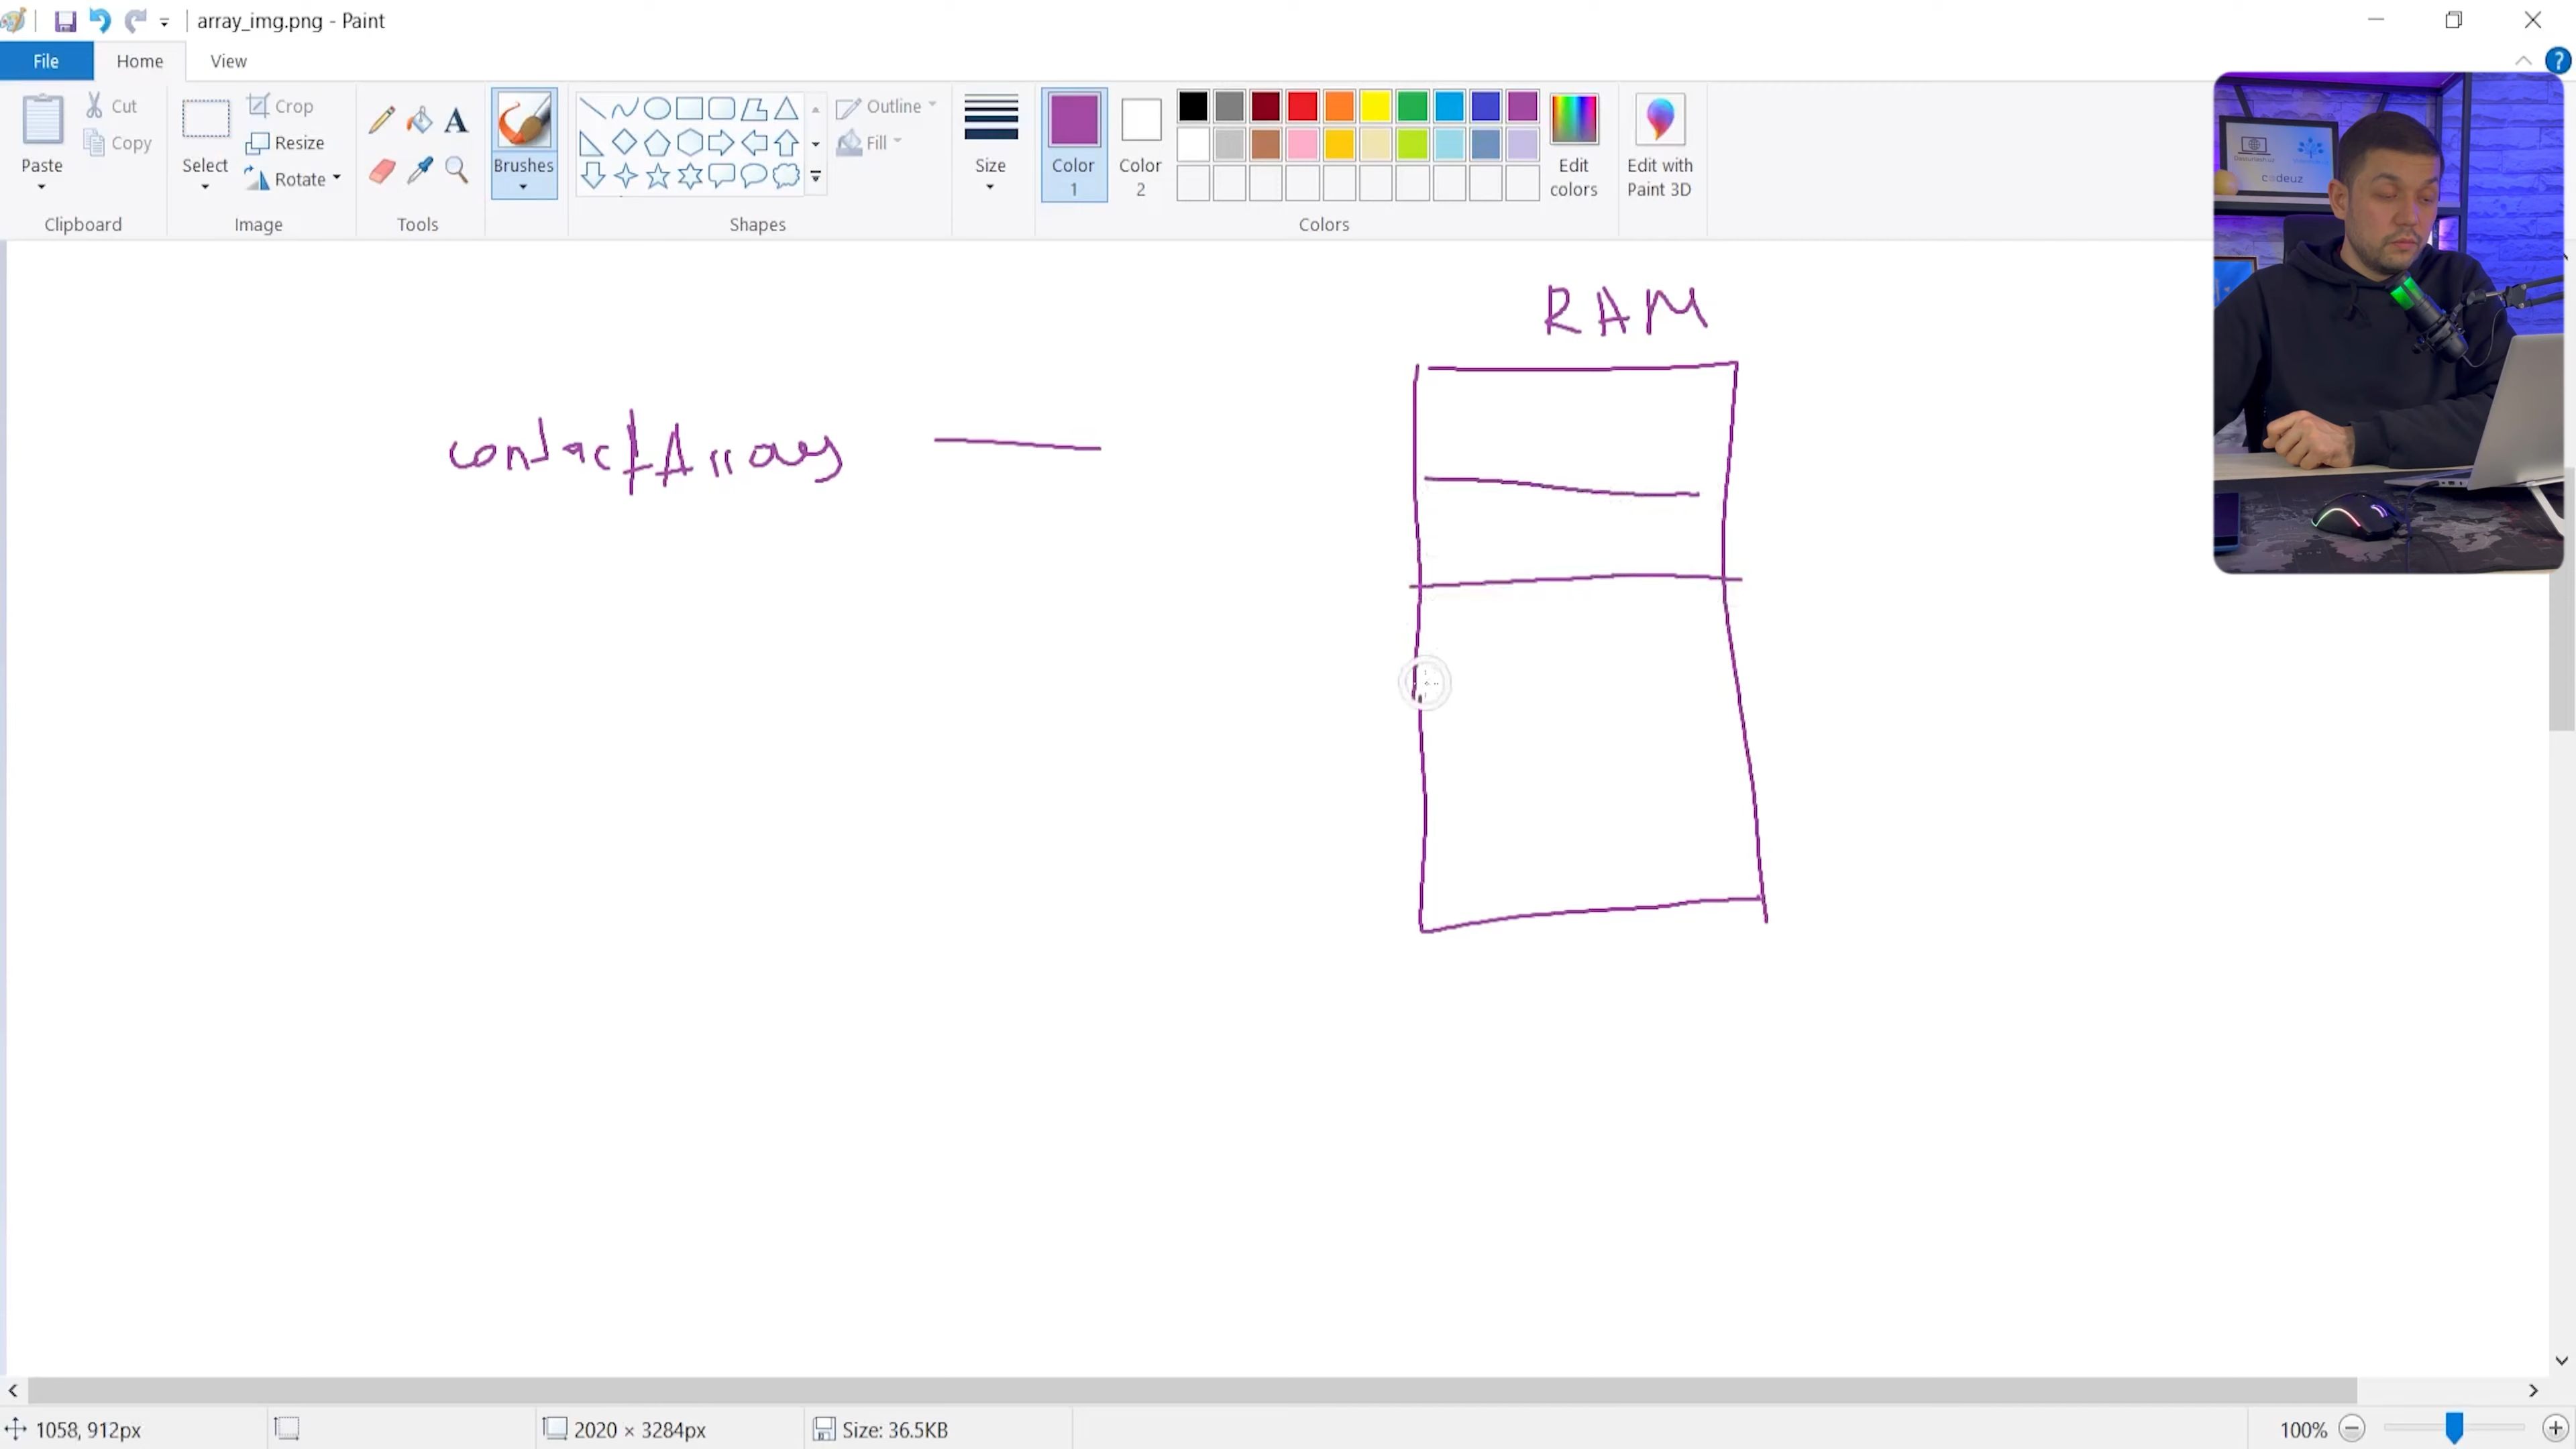 array_img.png - Paint
File
Home
View
Paste
Cut
Copy
Clipboard
Select
Crop
Resize
Rotate
Image
Tools
Brushes
Shapes
Outline
Fill
Size
Color 1
Color 2
Edit colors
Colors
Edit with Paint 3D
codeuz
RAM
contactArray
1058, 912px
2020 × 3284px
Size: 36.5KB
100%